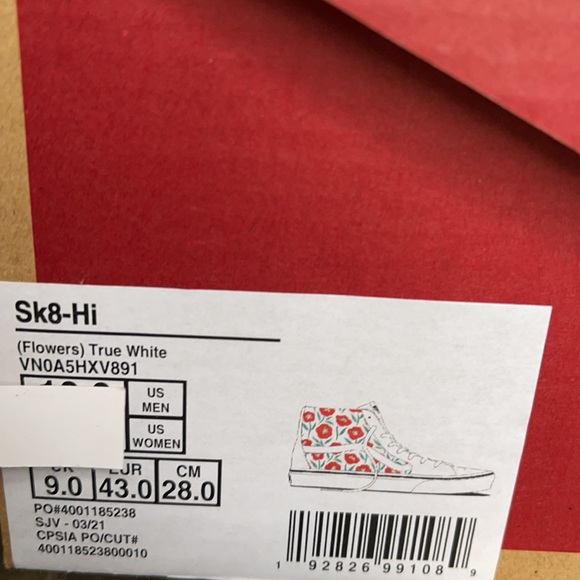 Sk8-Hi
(Flowers) True White
VN0A5HXV891
US
MEN
US
WOMEN
UK EUR CM
9.0 43.0 28.0
PO#4001185238
SJV - 03/21
CPSIA PO/CUT#
400118523800010
1 92826 99108 9